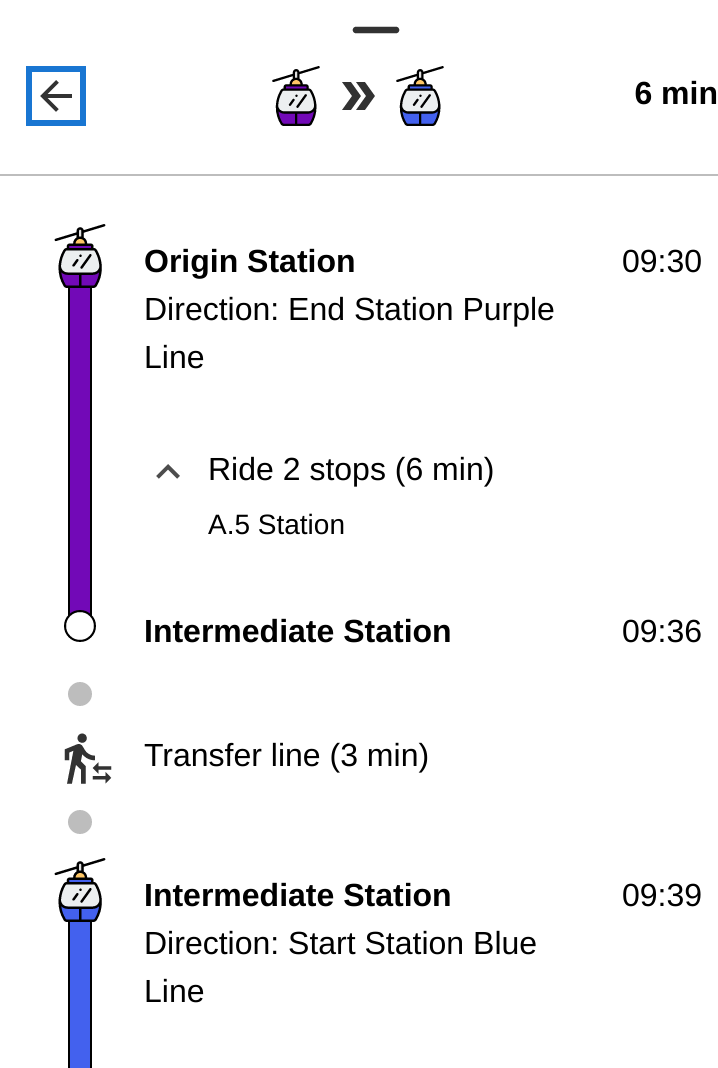 6 min
Origin Station 09:30
Direction: End Station Purple
Line
Ride 2 stops (6 min)
A.5 Station
Intermediate Station 09:36
Transfer line (3 min)
Intermediate Station 09:39
Direction: Start Station Blue
Line